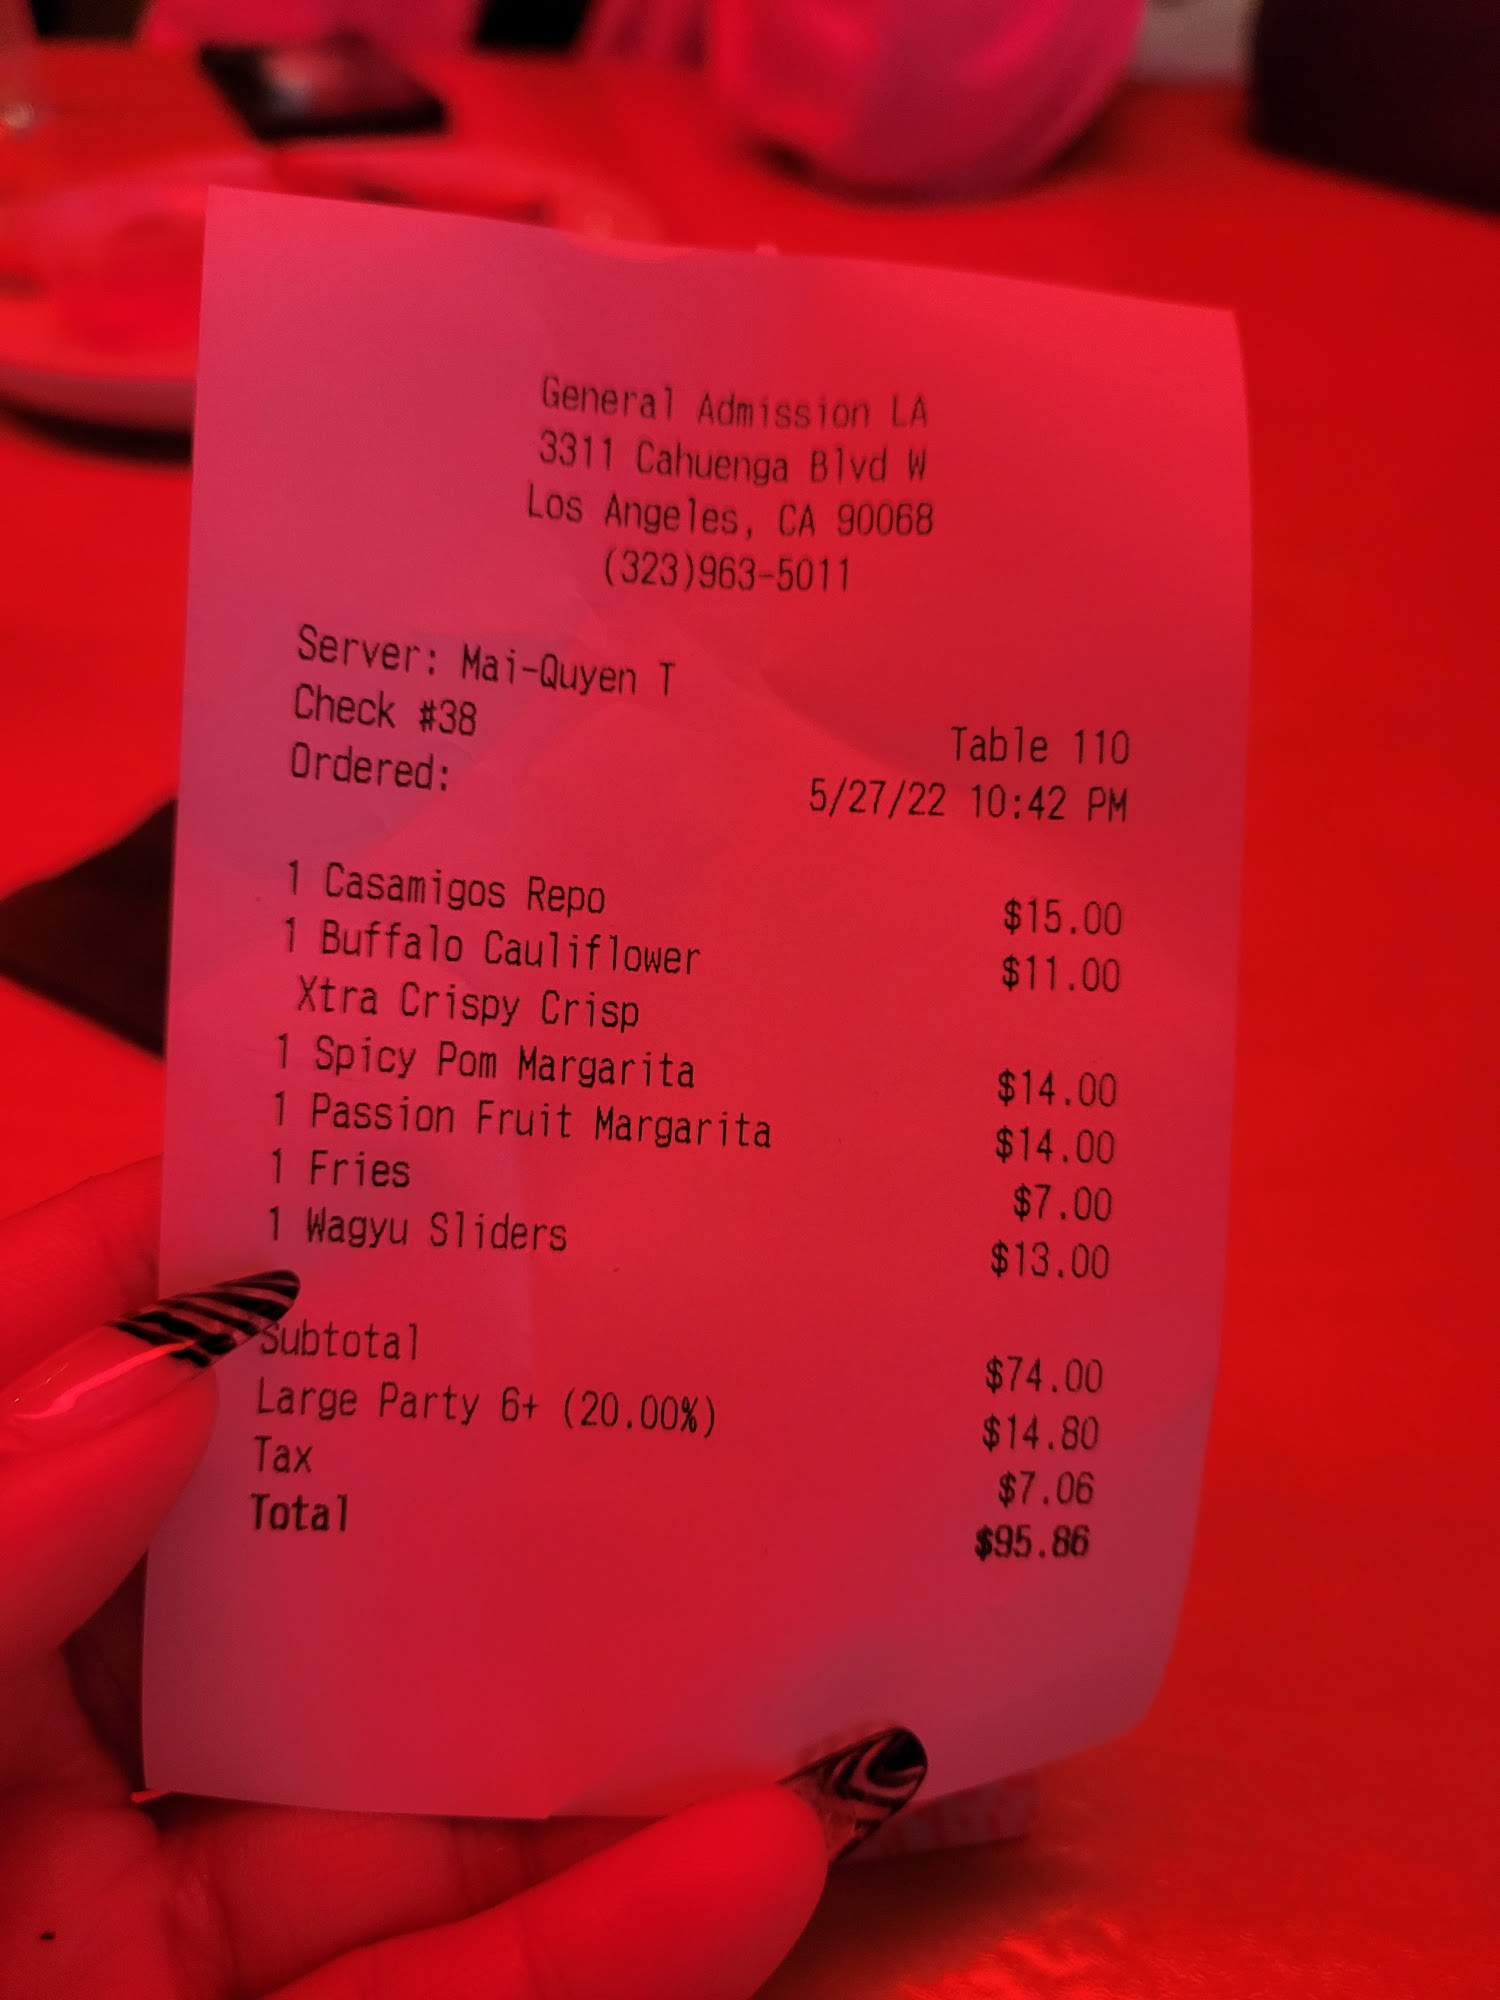 General Admission LA
3311 Cahuenga Blvd W
Los Angeles, CA 90068
(323)963-5011
Server: Mai-Quyen T
Check #38 Table 110
Ordered: 5/27/22 10:42 PM
1 Casamigos Repo $15.00
1 Buffalo Cauliflower $11.00
Xtra Crispy Crisp
1 Spicy Pom Margarita $14.00
1 Passion Fruit Margarita $14.00
1 Fries $7.00
1 Wagyu Sliders $13.00
Subtotal $74.00
Large Party 6+ (20.00%) $14.80
Tax $7.06
Total $95.86